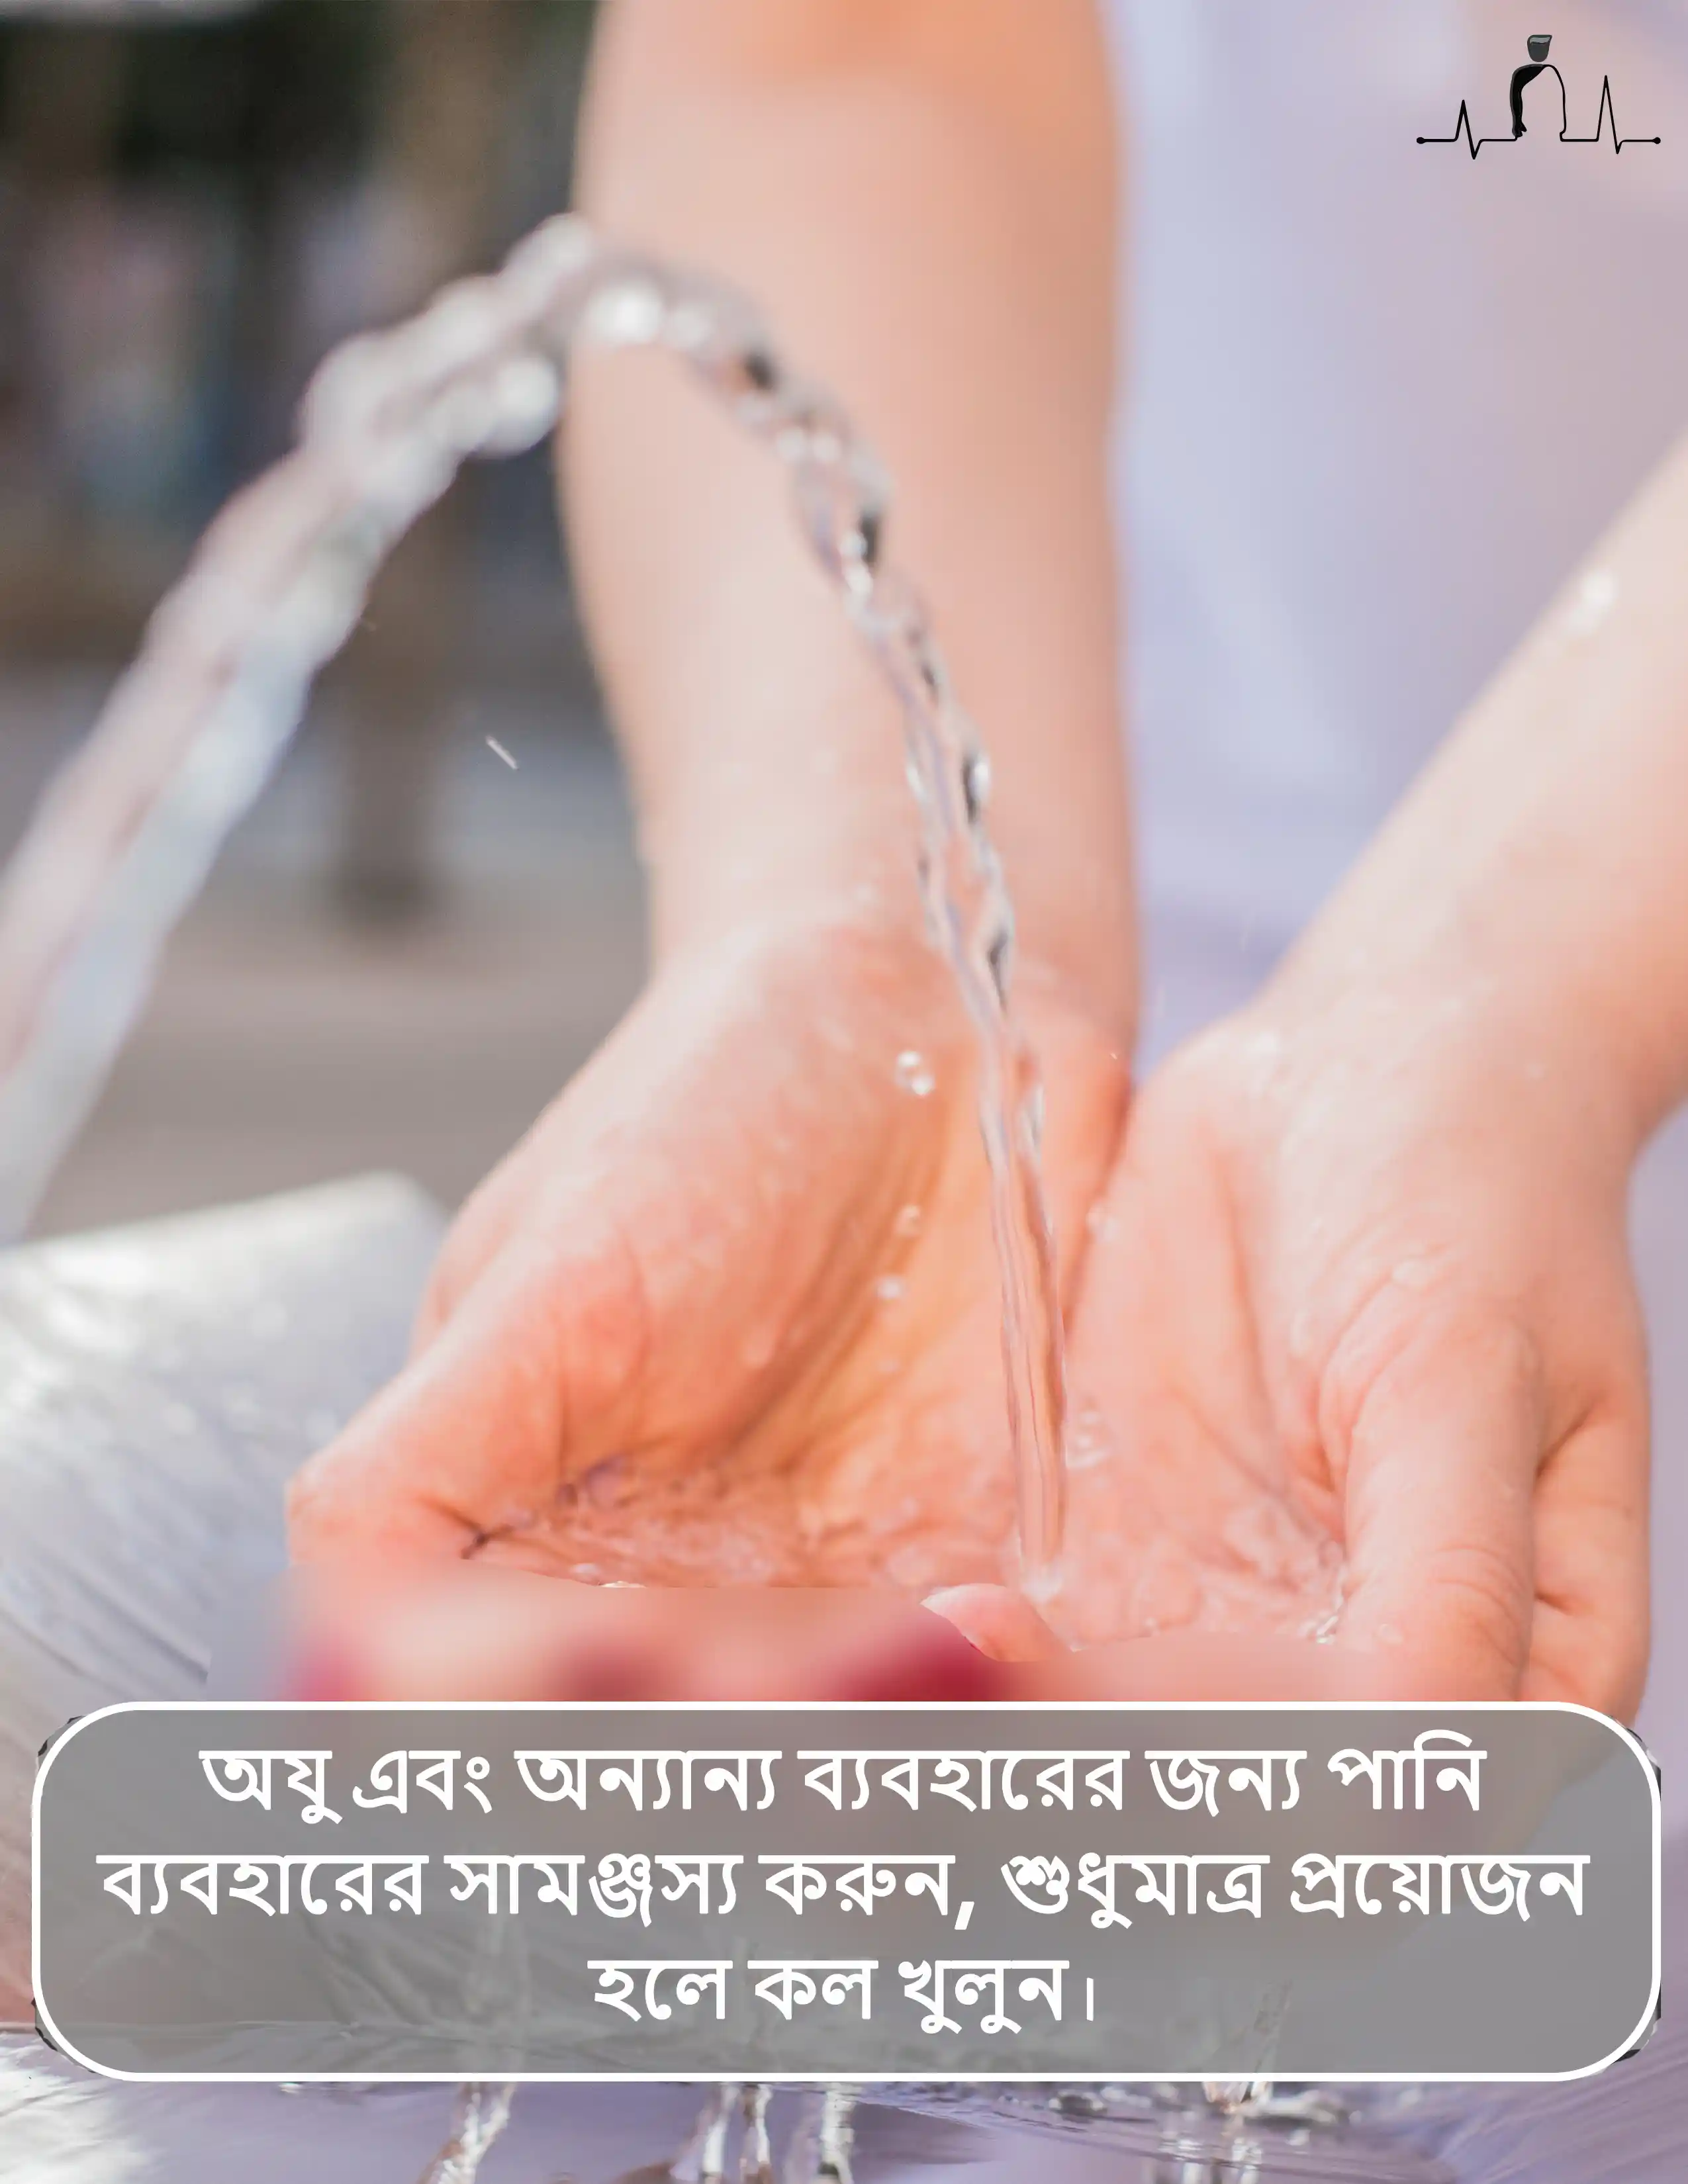 অযু এবং অন্যান্য ব্যবহারের জন্য পানি
ব্যবহারের সামঞ্জস্য করুন, শুধুমাত্র প্রয়োজন
হলে কল খুলুন।